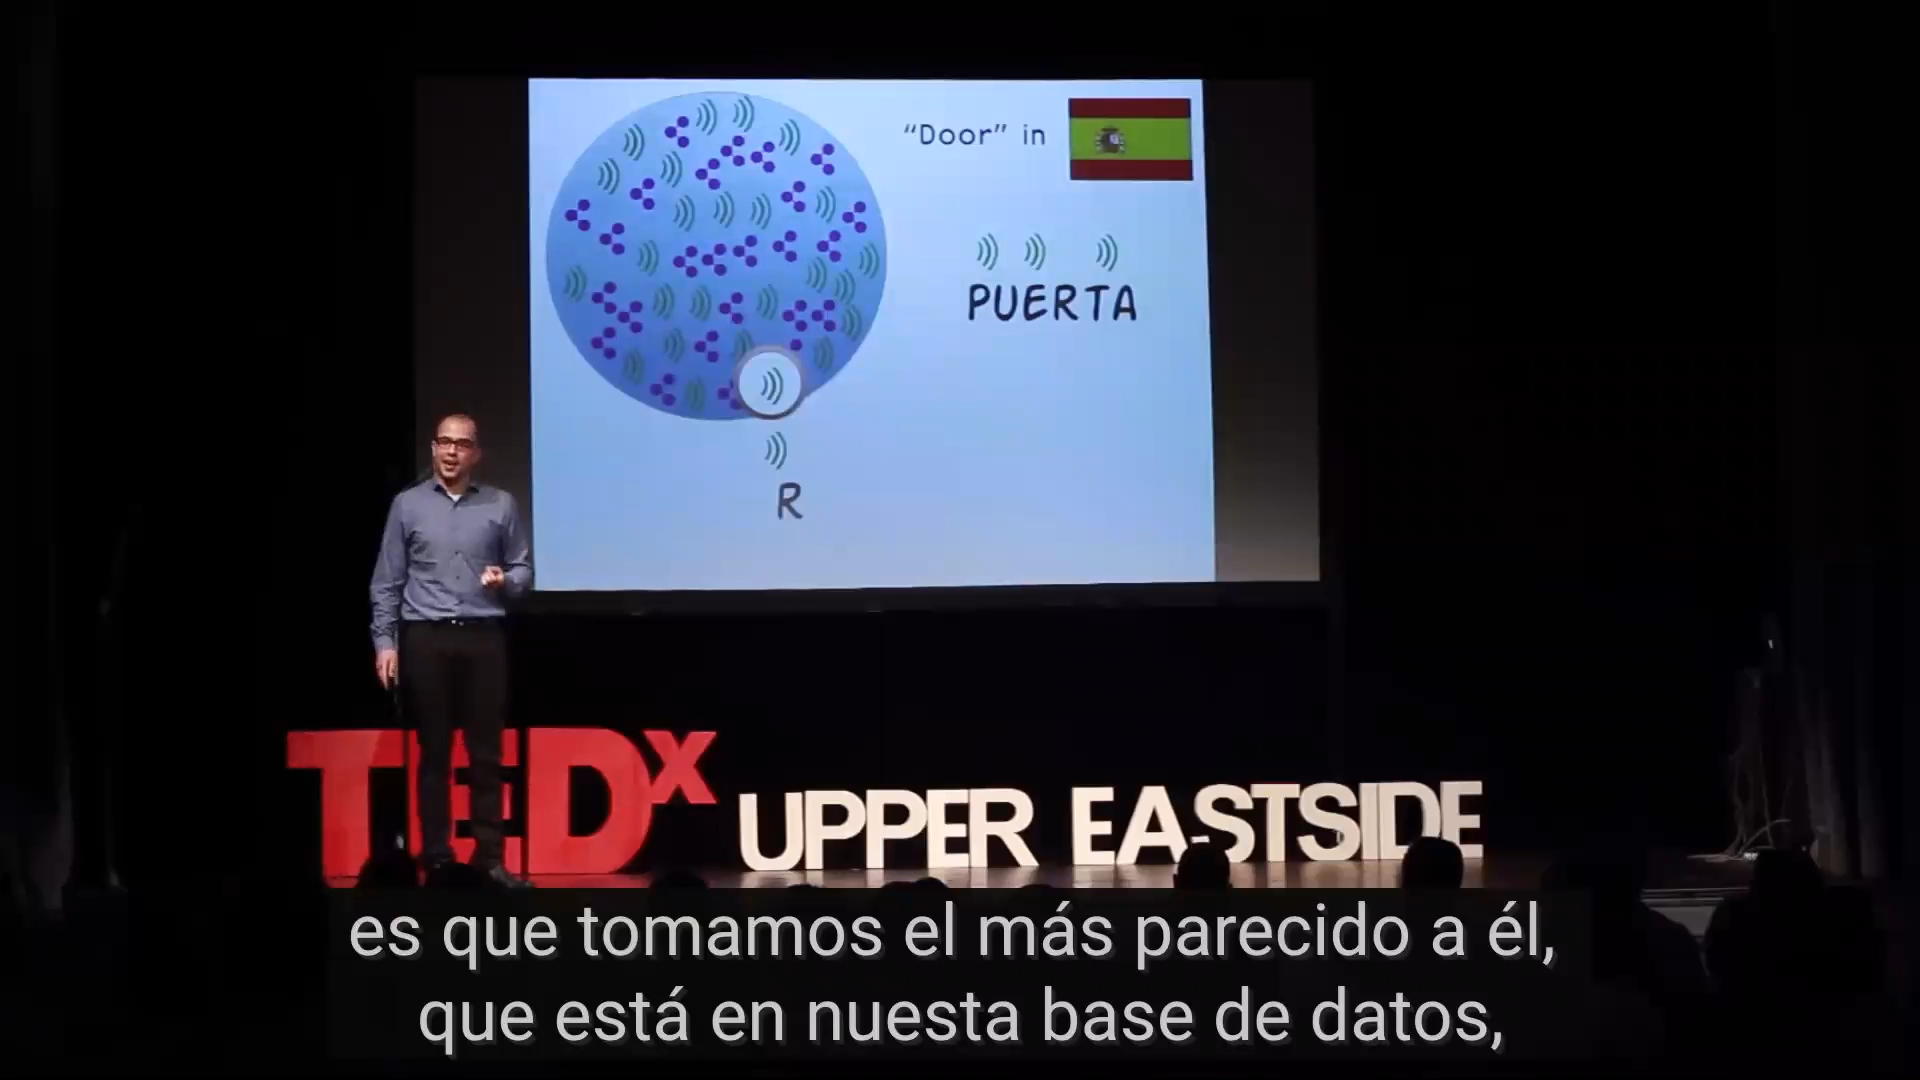 “Door” in
PUERTA
R
TEDx UPPER EASTSIDE
es que tomamos el más parecido a él,
que está en nuesta base de datos,